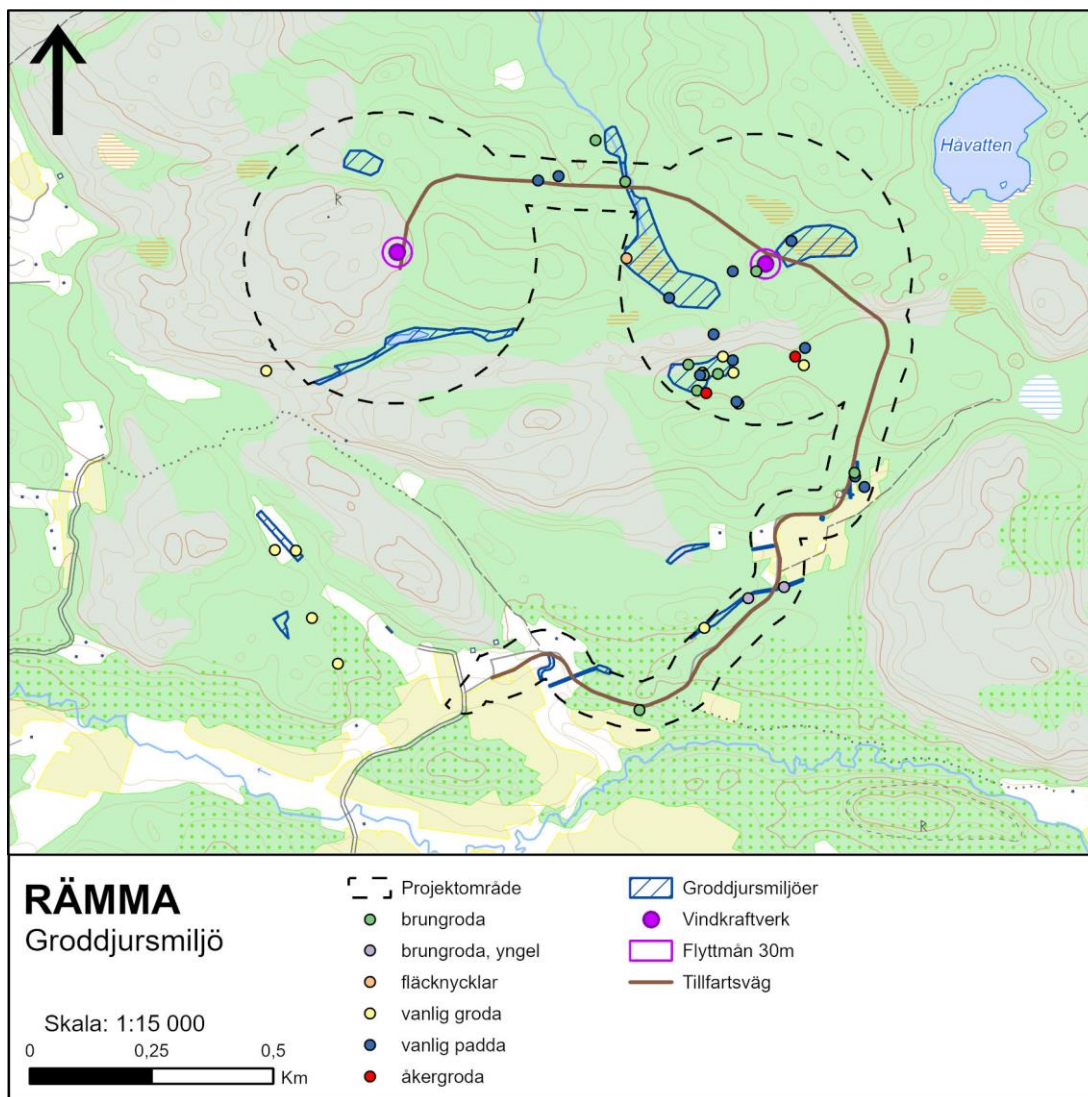 Hävatten
R
R
RÄMMA
Groddjursmiljö
Skala: 1:15 000
0 0,25 0,5
Km
Projektområde
brungroda
brungroda, yngel
fläcknycklar
vanlig groda
vanlig padda
åkergroda
Groddjursmiljöer
Vindkraftverk
Flyttmån 30m
Tillfartsväg